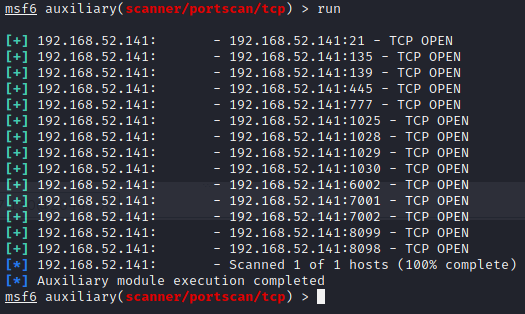 msf6 auxiliary(scanner/portscan/tcp) > run
[+] 192.168.52.141: - 192.168.52.141:21 - TCP OPEN
[+] 192.168.52.141: - 192.168.52.141:135 - TCP OPEN
[+] 192.168.52.141: - 192.168.52.141:139 - TCP OPEN
[+] 192.168.52.141: - 192.168.52.141:445 - TCP OPEN
[+] 192.168.52.141: - 192.168.52.141:777 - TCP OPEN
[+] 192.168.52.141: - 192.168.52.141:1025 - TCP OPEN
[+] 192.168.52.141: - 192.168.52.141:1028 - TCP OPEN
[+] 192.168.52.141: - 192.168.52.141:1029 - TCP OPEN
[+] 192.168.52.141: - 192.168.52.141:1030 - TCP OPEN
[+] 192.168.52.141: - 192.168.52.141:6002 - TCP OPEN
[+] 192.168.52.141: - 192.168.52.141:7001 - TCP OPEN
[+] 192.168.52.141: - 192.168.52.141:7002 - TCP OPEN
[+] 192.168.52.141: - 192.168.52.141:8099 - TCP OPEN
[+] 192.168.52.141: - 192.168.52.141:8098 - TCP OPEN
[*] 192.168.52.141: - Scanned 1 of 1 hosts (100% complete)
[*] Auxiliary module execution completed
msf6 auxiliary(scanner/portscan/tcp) >